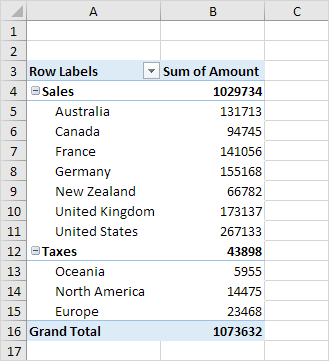 A B C
1
2
3 Row Labels Sum of Amount
4 Sales 1029734
5 Australia 131713
6 Canada 94745
7 France 141056
8 Germany 155168
9 New Zealand 66782
10 United Kingdom 173137
11 United States 267133
12 Taxes 43898
13 Oceania 5955
14 North America 14475
15 Europe 23468
16 Grand Total 1073632
17